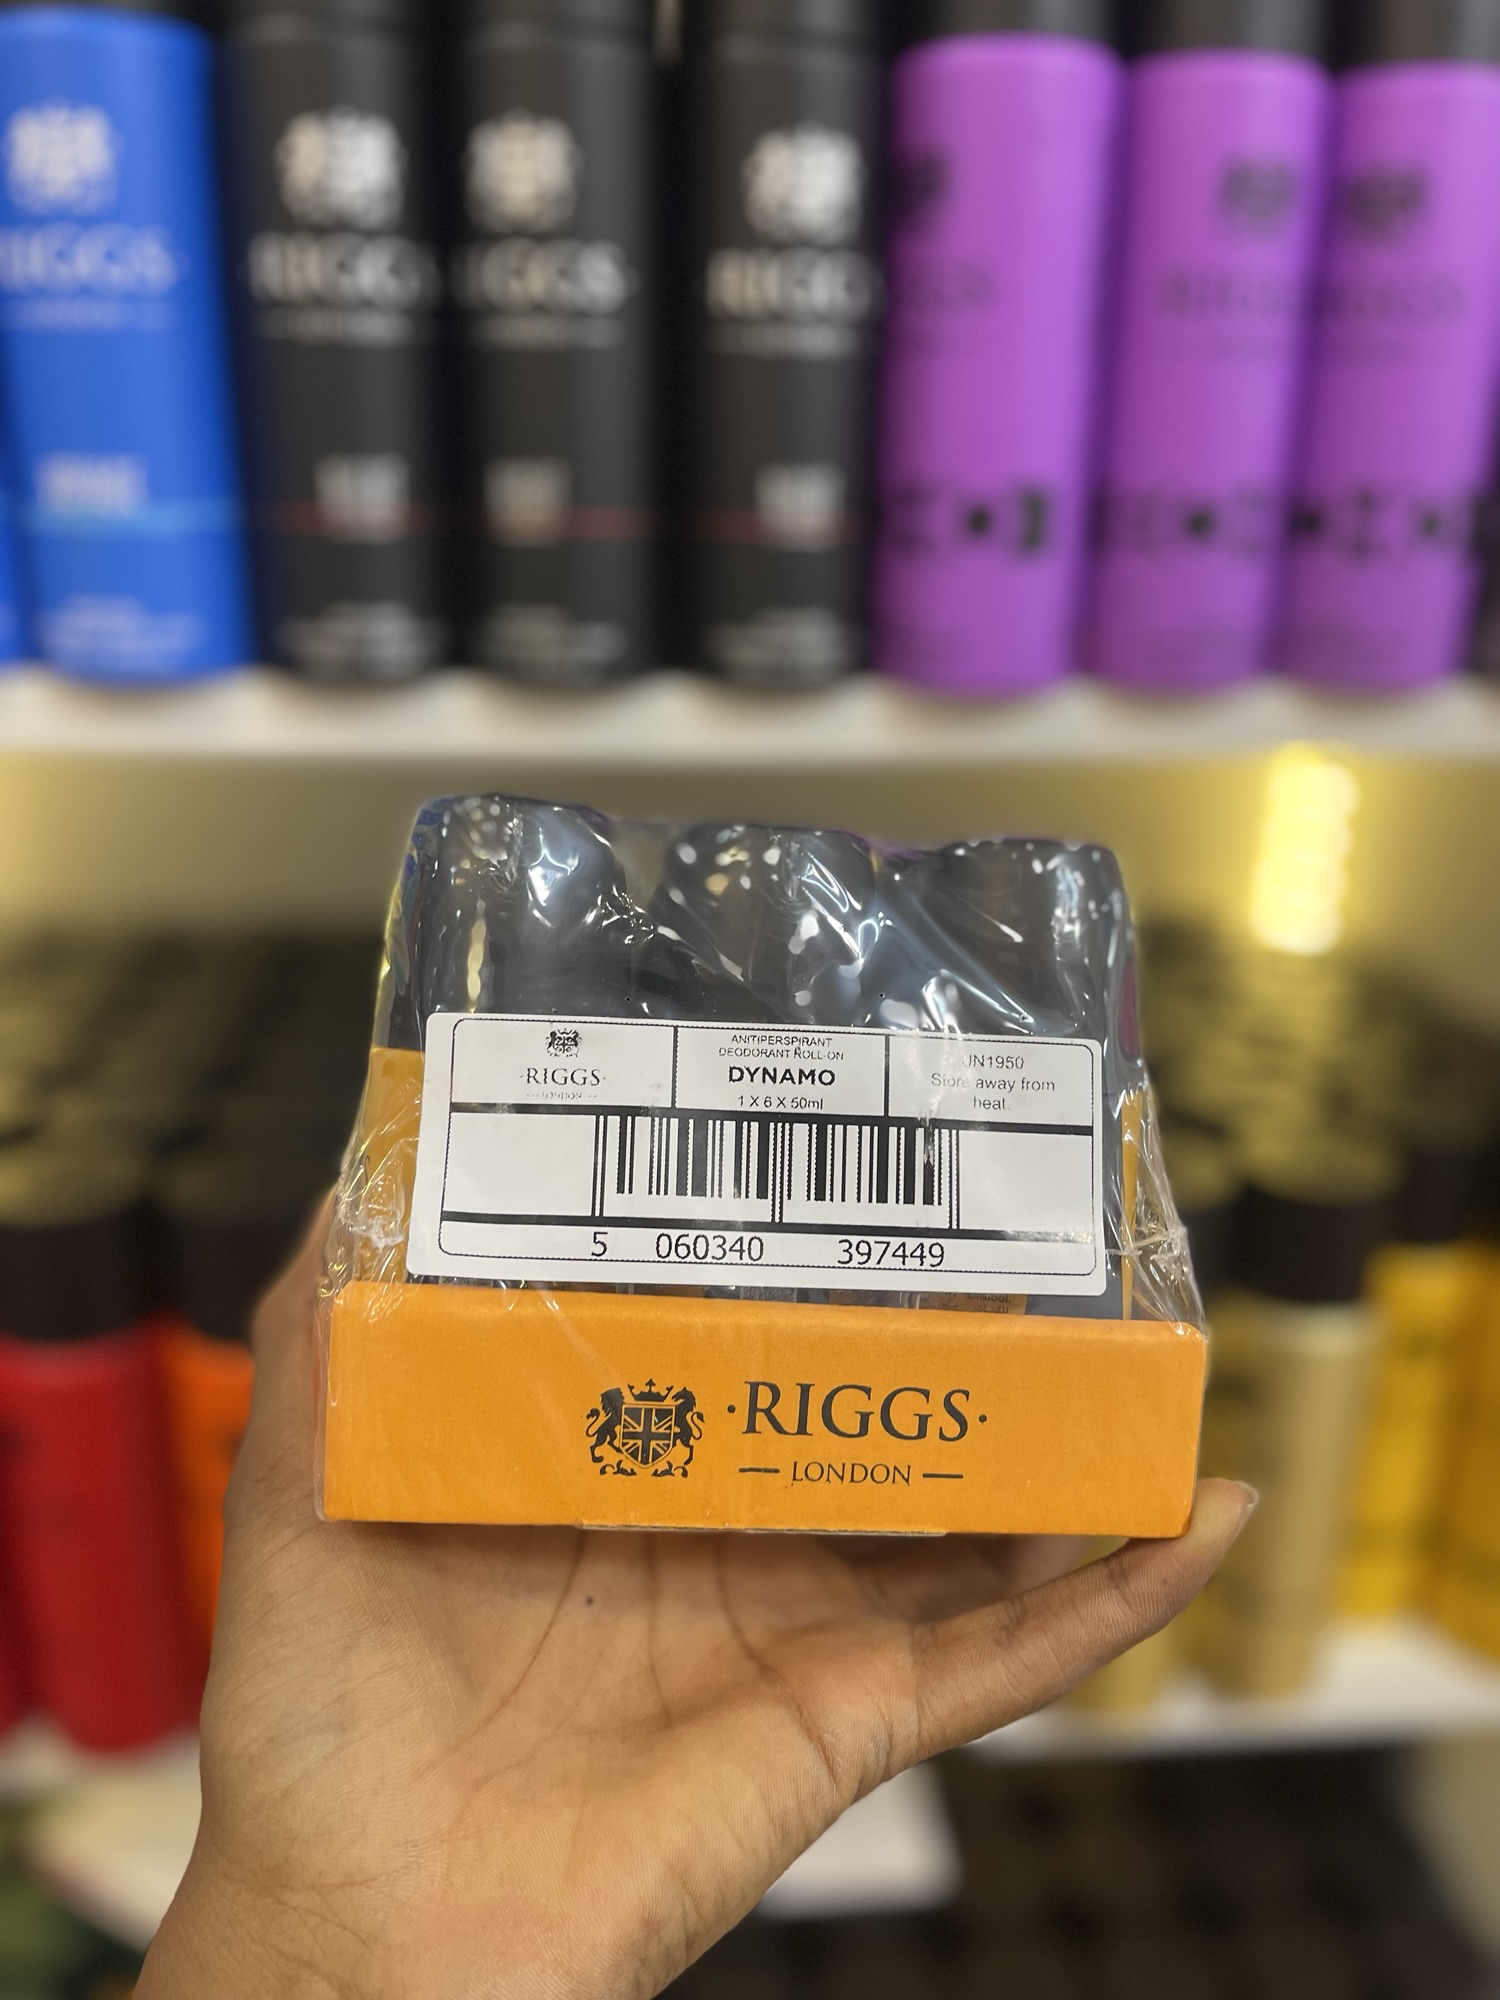 ·RIGGS·
LONDON
ANITIPERSPIRANT
DEODORANT ROLL-ON
DYNAMO
1 X 6 X 50ml
UN1950
Store away from
heat.
5 060340 397449
·RIGGS·
— LONDON —
RIGGS
RIGGS
RIGGS
RIGGS